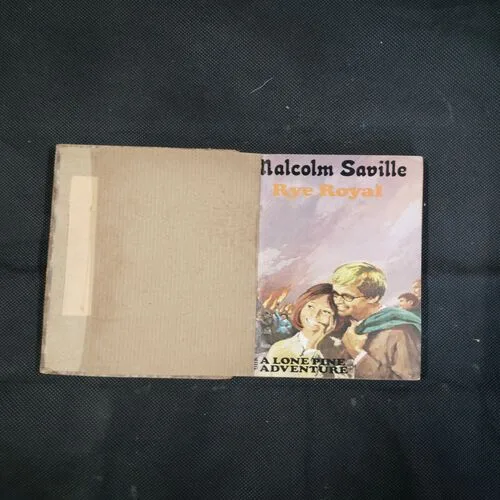 Malcolm Saville
Rye Royal
A LONE PINE
ADVENTURE